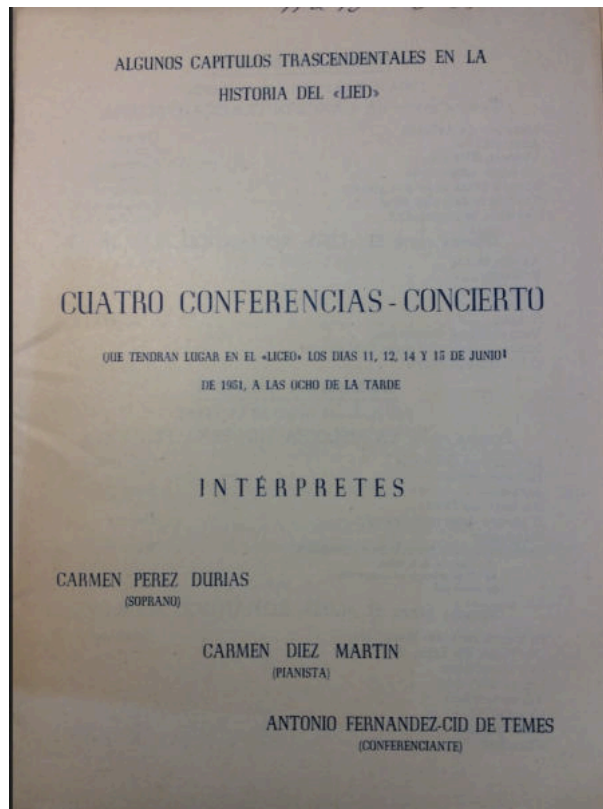 ALGUNOS CAPITULOS TRASCENDENTALES EN LA
HISTORIA DEL «LIED»
CUATRO CONFERENCIAS - CONCIERTO
QUE TENDRAN LUGAR EN EL «LICEO» LOS DIAS 11, 12, 14 Y 15 DE JUNIO
DE 1951, A LAS OCHO DE LA TARDE
INTÉRPRETES
CARMEN PEREZ DURIAS
(SOPRANO)
CARMEN DIEZ MARTIN
(PIANISTA)
ANTONIO FERNANDEZ-CID DE TEMES
(CONFERENCIANTE)